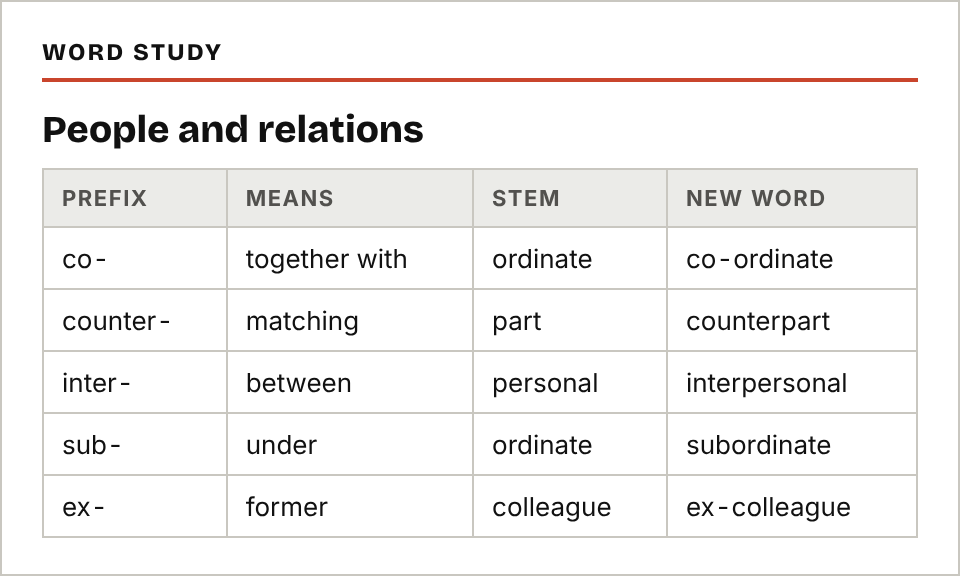 WORD STUDY
People and relations
PREFIX MEANS STEM NEW WORD
co- together with ordinate co-ordinate
counter- matching part counterpart
inter- between personal interpersonal
sub- under ordinate subordinate
ex- former colleague ex-colleague